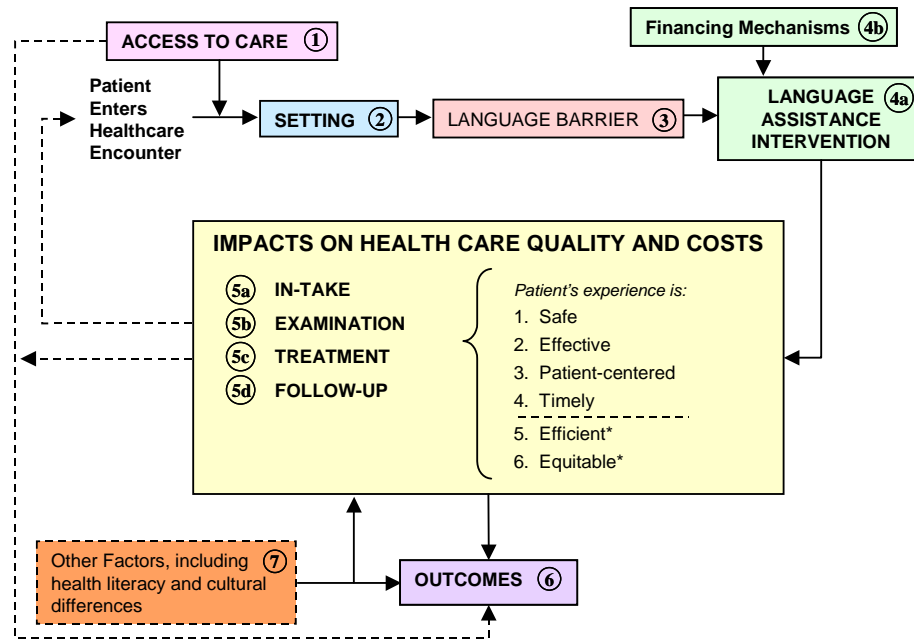 ACCESS TO CARE 1
Financing Mechanisms 4b
Patient
Enters
Healthcare
Encounter
SETTING 2
LANGUAGE BARRIER 3
LANGUAGE 4a
ASSISTANCE
INTERVENTION
IMPACTS ON HEALTH CARE QUALITY AND COSTS
5a IN-TAKE
5b EXAMINATION
5c TREATMENT
5d FOLLOW-UP
Patient's experience is:
1. Safe
2. Effective
3. Patient-centered
4. Timely
5. Efficient*
6. Equitable*
Other Factors, including 7
health literacy and cultural
differences
OUTCOMES 6